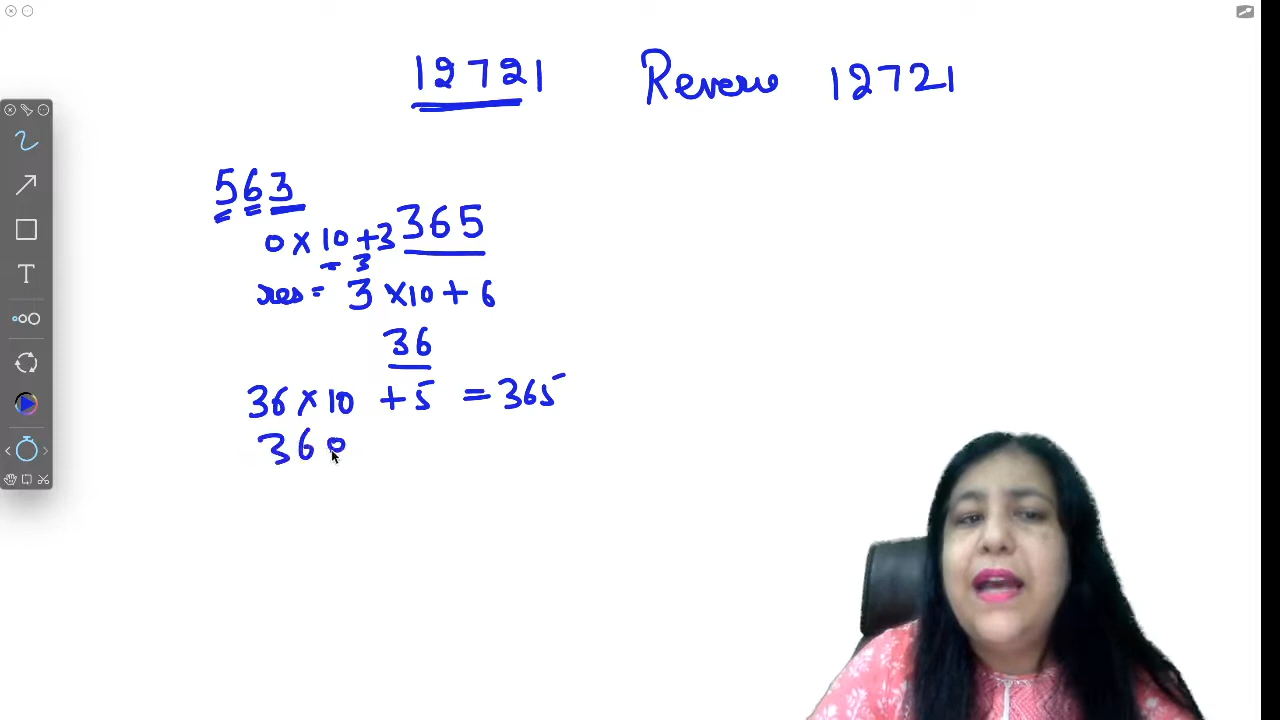 12721 Reverse 12721
563
365
0 × 10 + 3
3
res = 3 × 10 + 6
36
36 × 10 + 5 = 365
360
T